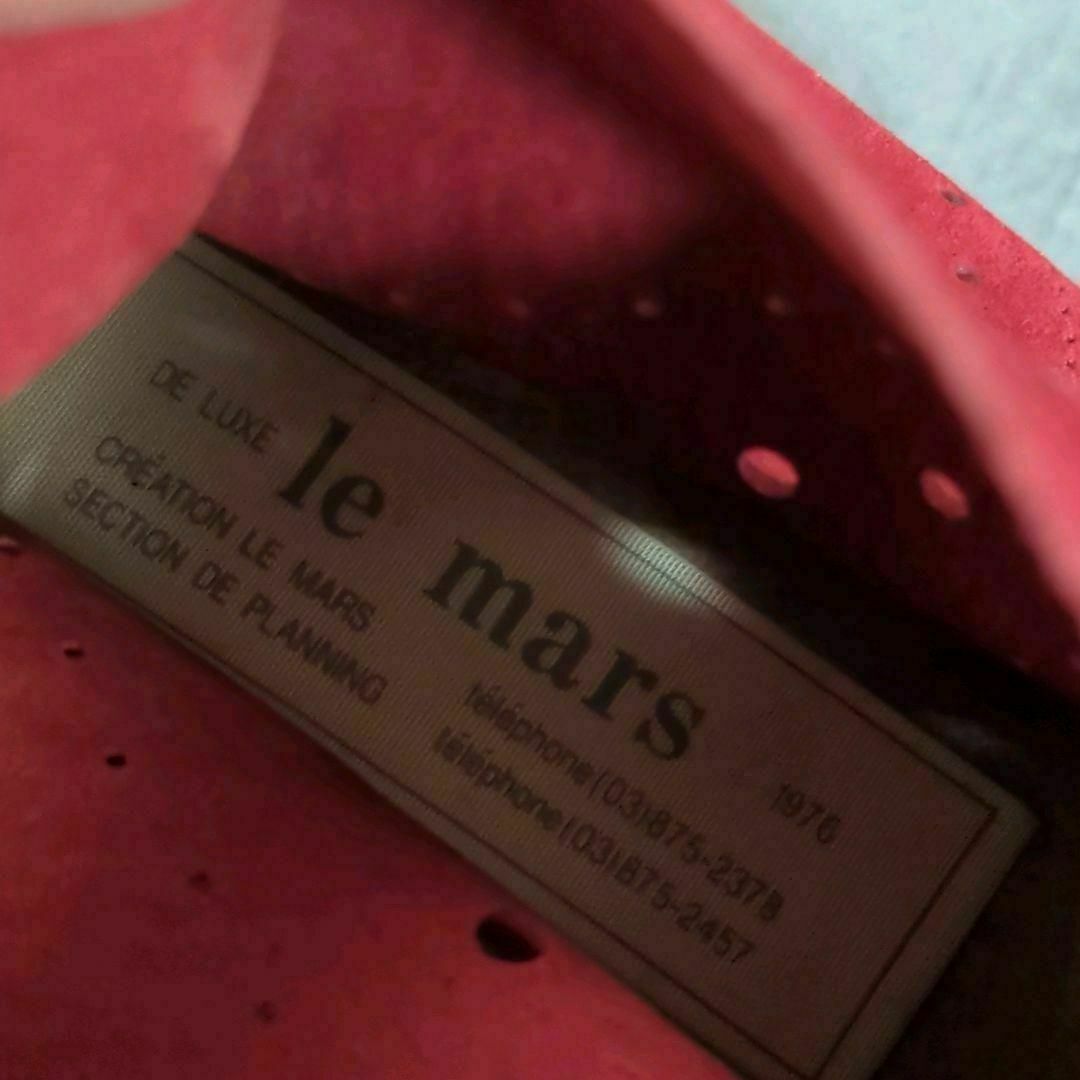 DE LUXE
le mars
CRÉATION LE MARS
SECTION DE PLANNING
1976
téléphone(03)875-2378
téléphone(03)875-2457